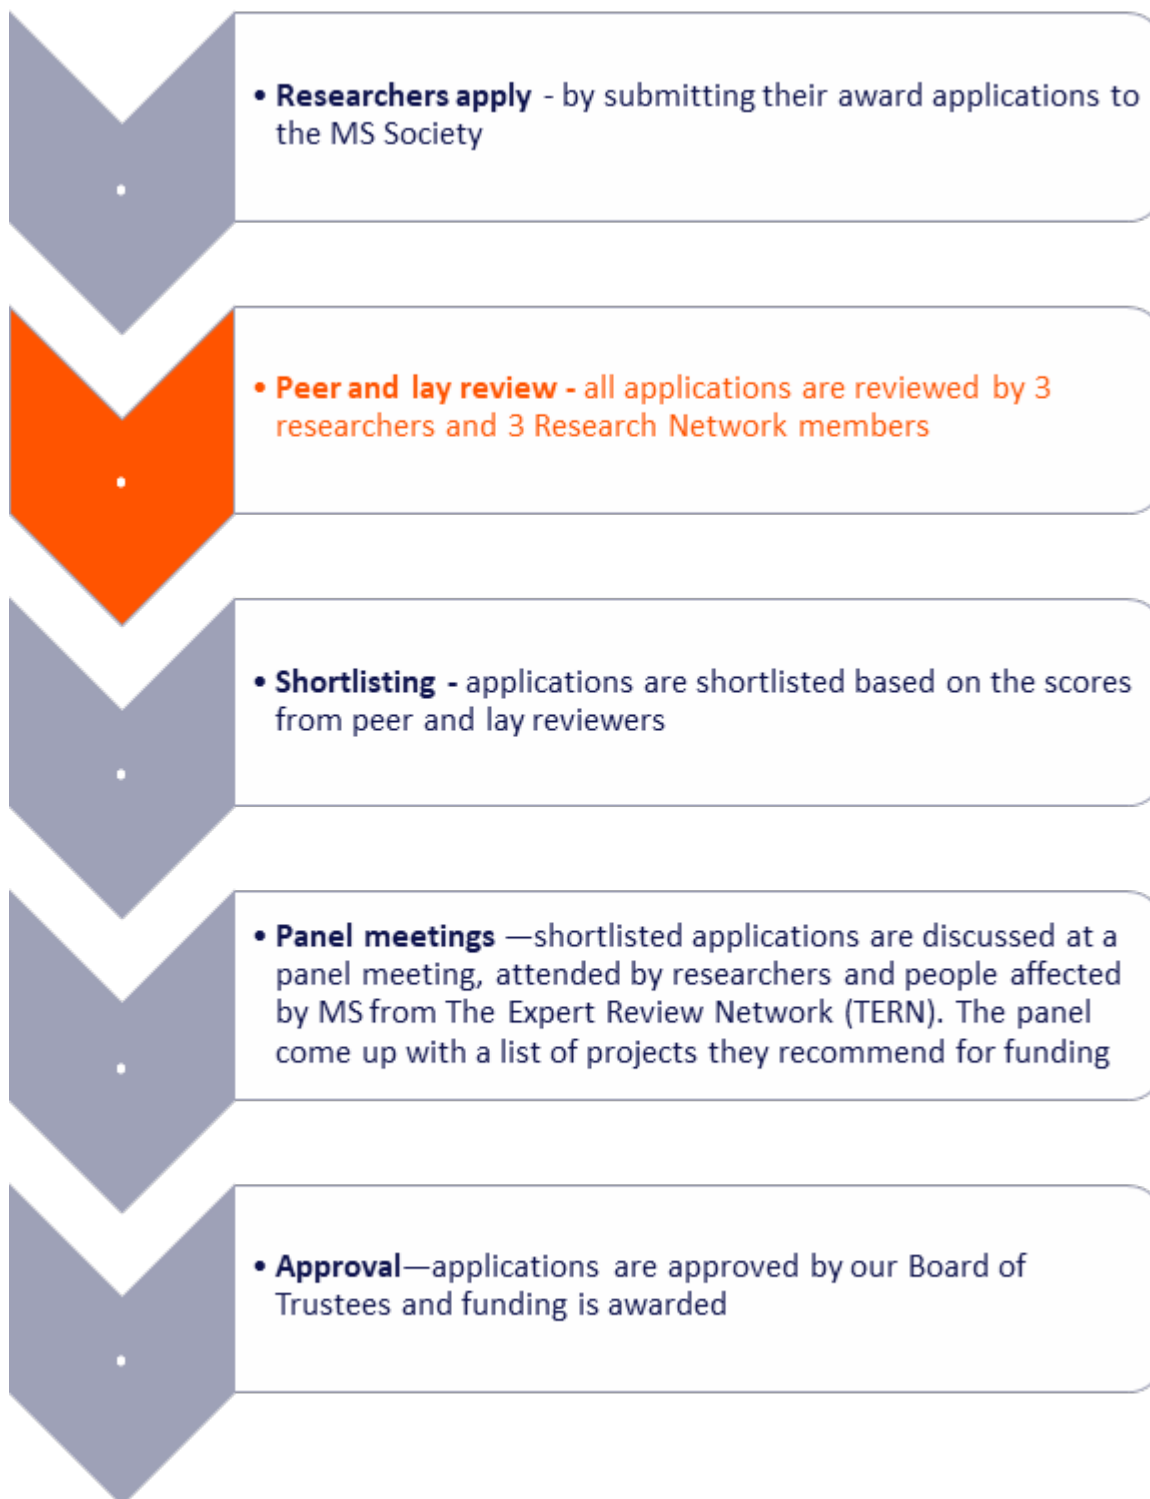 • Researchers apply - by submitting their award applications to
the MS Society
• Peer and lay review - all applications are reviewed by 3
researchers and 3 Research Network members
• Shortlisting - applications are shortlisted based on the scores
from peer and lay reviewers
• Panel meetings —shortlisted applications are discussed at a
panel meeting, attended by researchers and people affected
by MS from The Expert Review Network (TERN). The panel
come up with a list of projects they recommend for funding
• Approval—applications are approved by our Board of
Trustees and funding is awarded